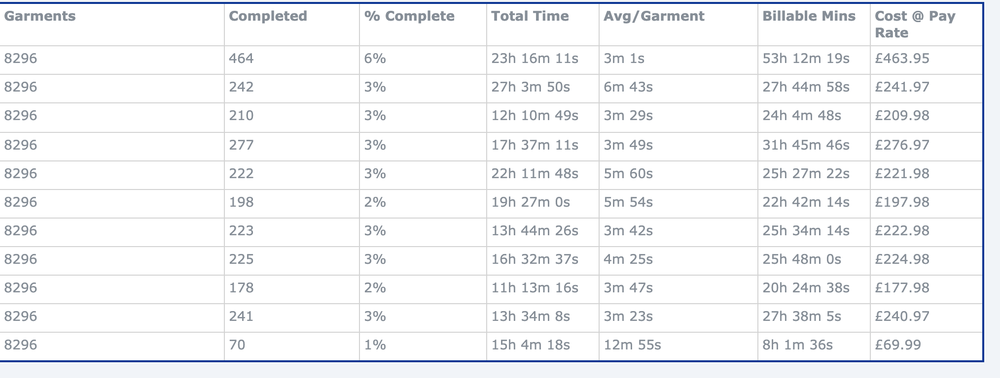 Garments Completed % Complete Total Time Avg/Garment Billable Mins Cost @ Pay
Rate
8296 464 6% 23h 16m 11s 3m 1s 53h 12m 19s £463.95
8296 242 3% 27h 3m 50s 6m 43s 27h 44m 58s £241.97
8296 210 3% 12h 10m 49s 3m 29s 24h 4m 48s £209.98
8296 277 3% 17h 37m 11s 3m 49s 31h 45m 46s £276.97
8296 222 3% 22h 11m 48s 5m 60s 25h 27m 22s £221.98
8296 198 2% 19h 27m 0s 5m 54s 22h 42m 14s £197.98
8296 223 3% 13h 44m 26s 3m 42s 25h 34m 14s £222.98
8296 225 3% 16h 32m 37s 4m 25s 25h 48m 0s £224.98
8296 178 2% 11h 13m 16s 3m 47s 20h 24m 38s £177.98
8296 241 3% 13h 34m 8s 3m 23s 27h 38m 5s £240.97
8296 70 1% 15h 4m 18s 12m 55s 8h 1m 36s £69.99